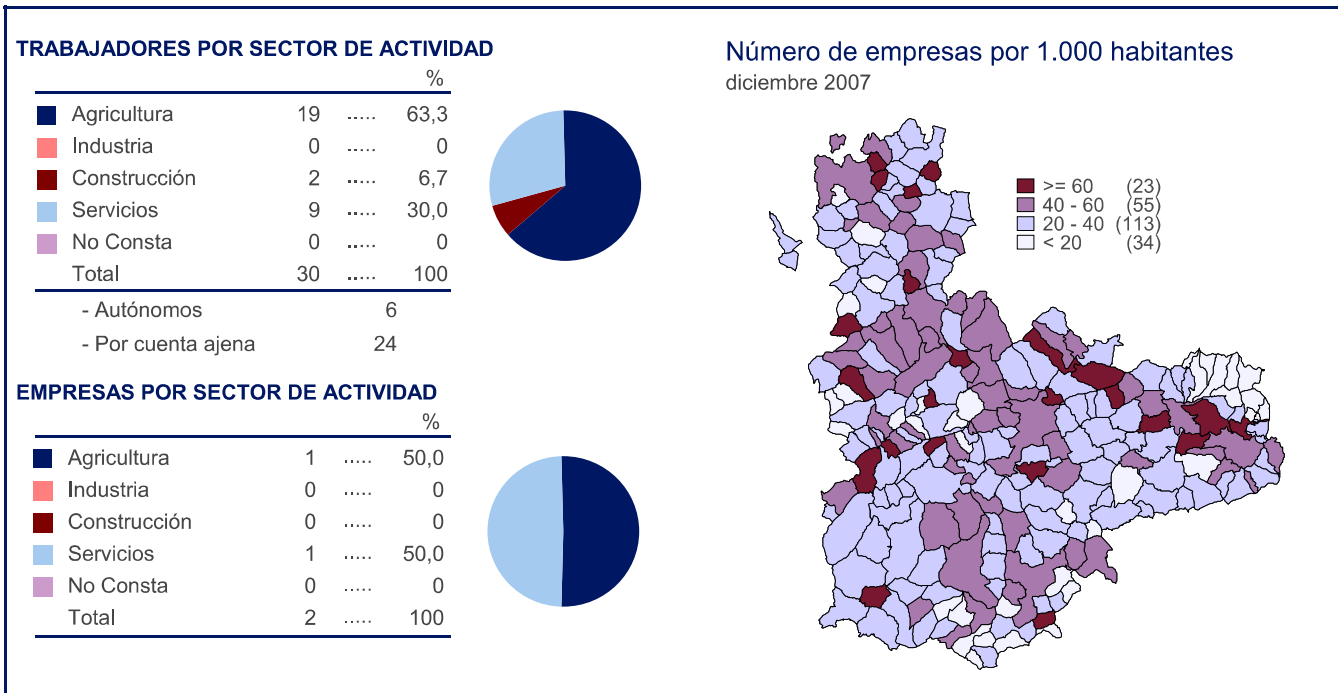 TRABAJADORES POR SECTOR DE ACTIVIDAD
%
Agricultura 19 ..... 63,3
Industria 0 ..... 0
Construcción 2 ..... 6,7
Servicios 9 ..... 30,0
No Consta 0 ..... 0
Total 30 ..... 100
- Autónomos 6
- Por cuenta ajena 24
EMPRESAS POR SECTOR DE ACTIVIDAD
%
Agricultura 1 ..... 50,0
Industria 0 ..... 0
Construcción 0 ..... 0
Servicios 1 ..... 50,0
No Consta 0 ..... 0
Total 2 ..... 100
Número de empresas por 1.000 habitantes
diciembre 2007
>= 60 (23)
40 - 60 (55)
20 - 40 (113)
< 20 (34)